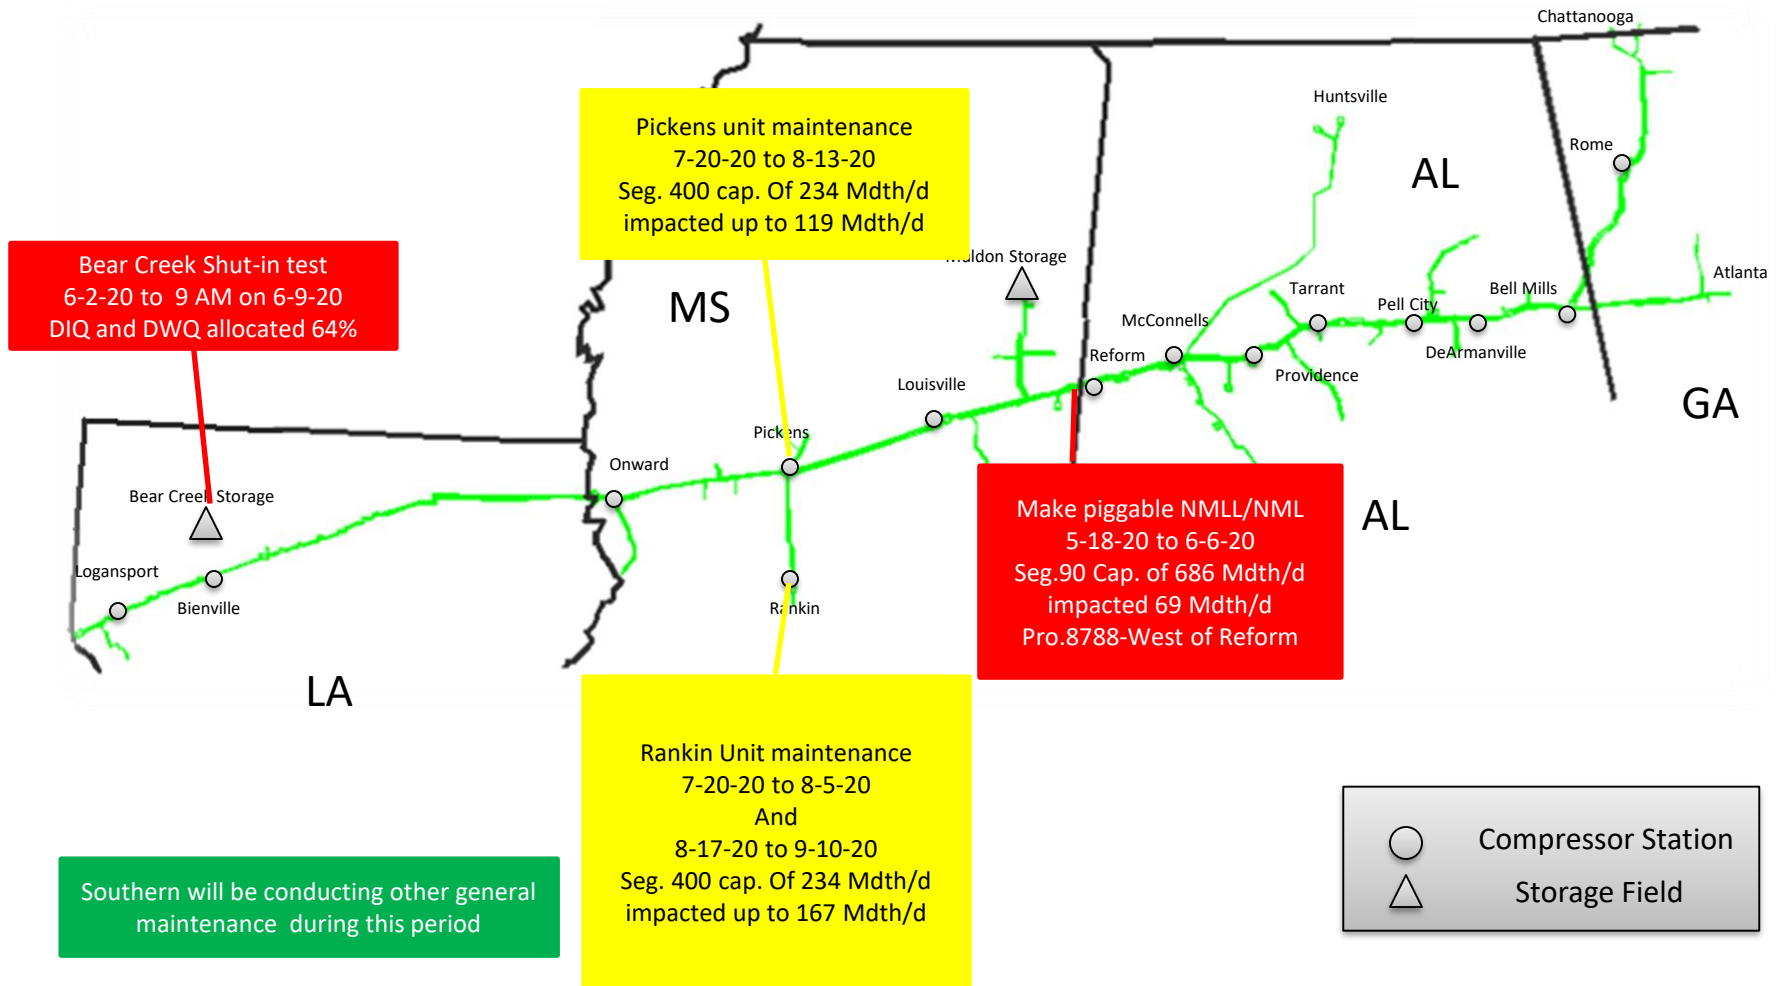 Chattanooga
Huntsville
Rome
AL
Pickens unit maintenance
7-20-20 to 8-13-20
Seg. 400 cap. Of 234 Mdth/d
impacted up to 119 Mdth/d
Bear Creek Shut-in test
6-2-20 to  9 AM on 6-9-20
DIQ and DWQ allocated 64%
Muldon Storage
MS
Tarrant
Pell City
Bell Mills
Atlanta
McConnells
DeArmanville
Reform
Providence
Louisville
GA
Pickens
Onward
Bear Creek Storage
Make piggable NMLL/NML
5-18-20 to 6-6-20
Seg.90 Cap. of 686 Mdth/d
impacted 69 Mdth/d
Pro.8788-West of Reform
AL
Logansport
Bienville
Rankin
LA
Rankin Unit maintenance
7-20-20 to 8-5-20
And
8-17-20 to 9-10-20
Seg. 400 cap. Of 234 Mdth/d
impacted up to 167 Mdth/d
Southern will be conducting other general
maintenance  during this period
Compressor Station
Storage Field